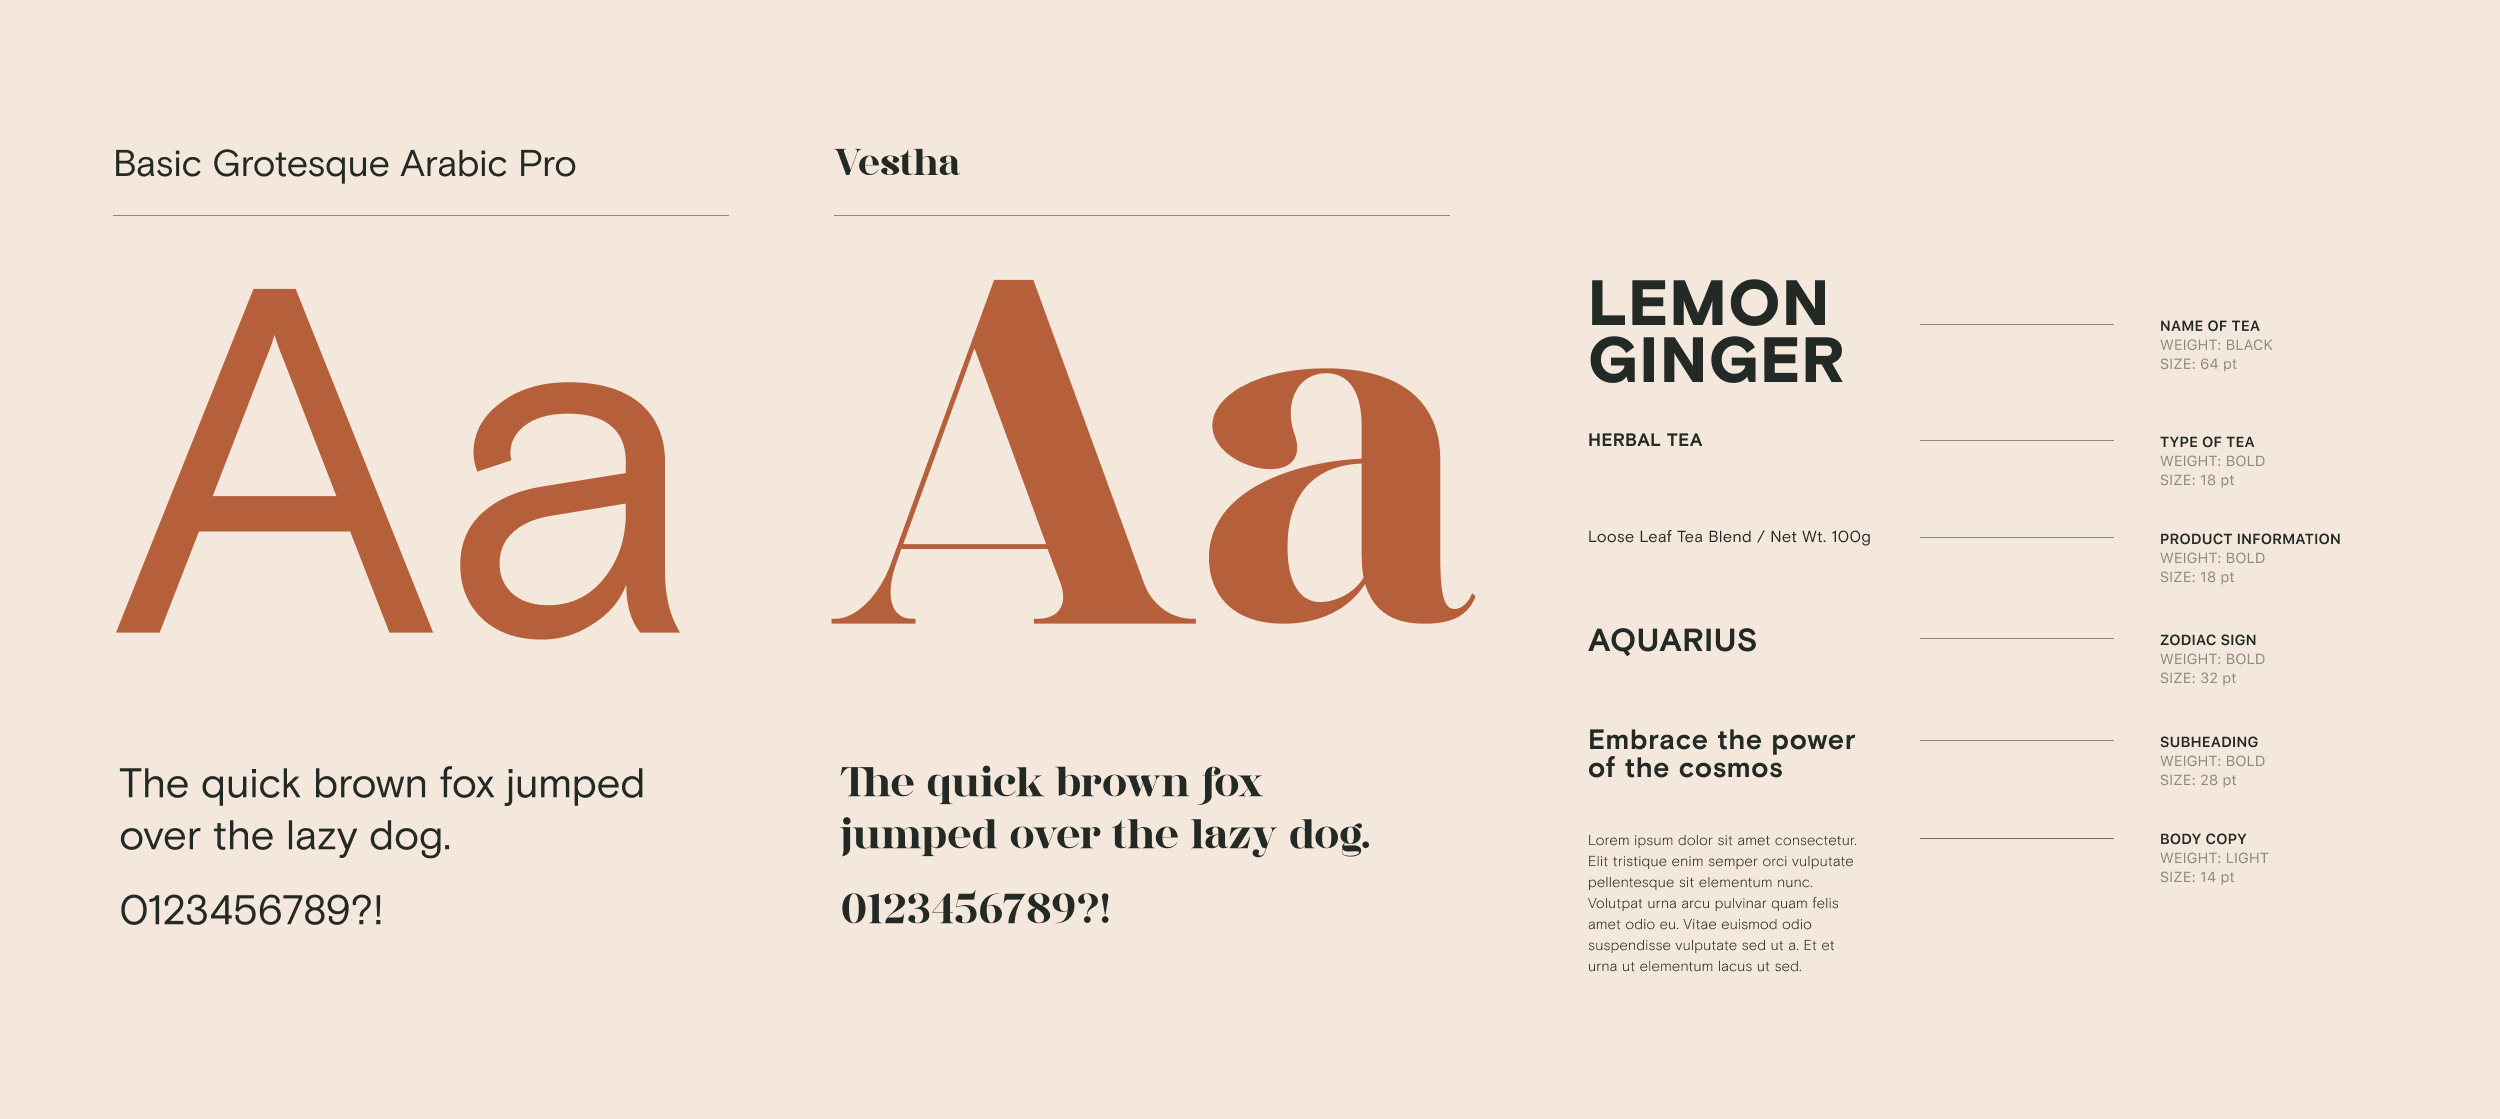 Basic Grotesque Arabic Pro
Aa
The quick brown fox jumped
over the lazy dog.
0123456789?!
Vestha
Aa
The quick brown fox
jumped over the lazy dog.
0123456789?!
LEMON
GINGER
NAME OF TEA
WEIGHT: BLACK
SIZE: 64 pt
HERBAL TEA
TYPE OF TEA
WEIGHT: BOLD
SIZE: 18 pt
Loose Leaf Tea Blend / Net Wt. 100g
PRODUCT INFORMATION
WEIGHT: BOLD
SIZE: 18 pt
AQUARIUS
ZODIAC SIGN
WEIGHT: BOLD
SIZE: 32 pt
Embrace the power
of the cosmos
SUBHEADING
WEIGHT: BOLD
SIZE: 28 pt
Lorem ipsum dolor sit amet consectetur.
Elit tristique enim semper orci vulputate
pellentesque sit elementum nunc.
Volutpat urna arcu pulvinar quam felis
amet odio eu. Vitae euismod odio
suspendisse vulputate sed ut a. Et et
urna ut elementum lacus ut sed.
BODY COPY
WEIGHT: LIGHT
SIZE: 14 pt